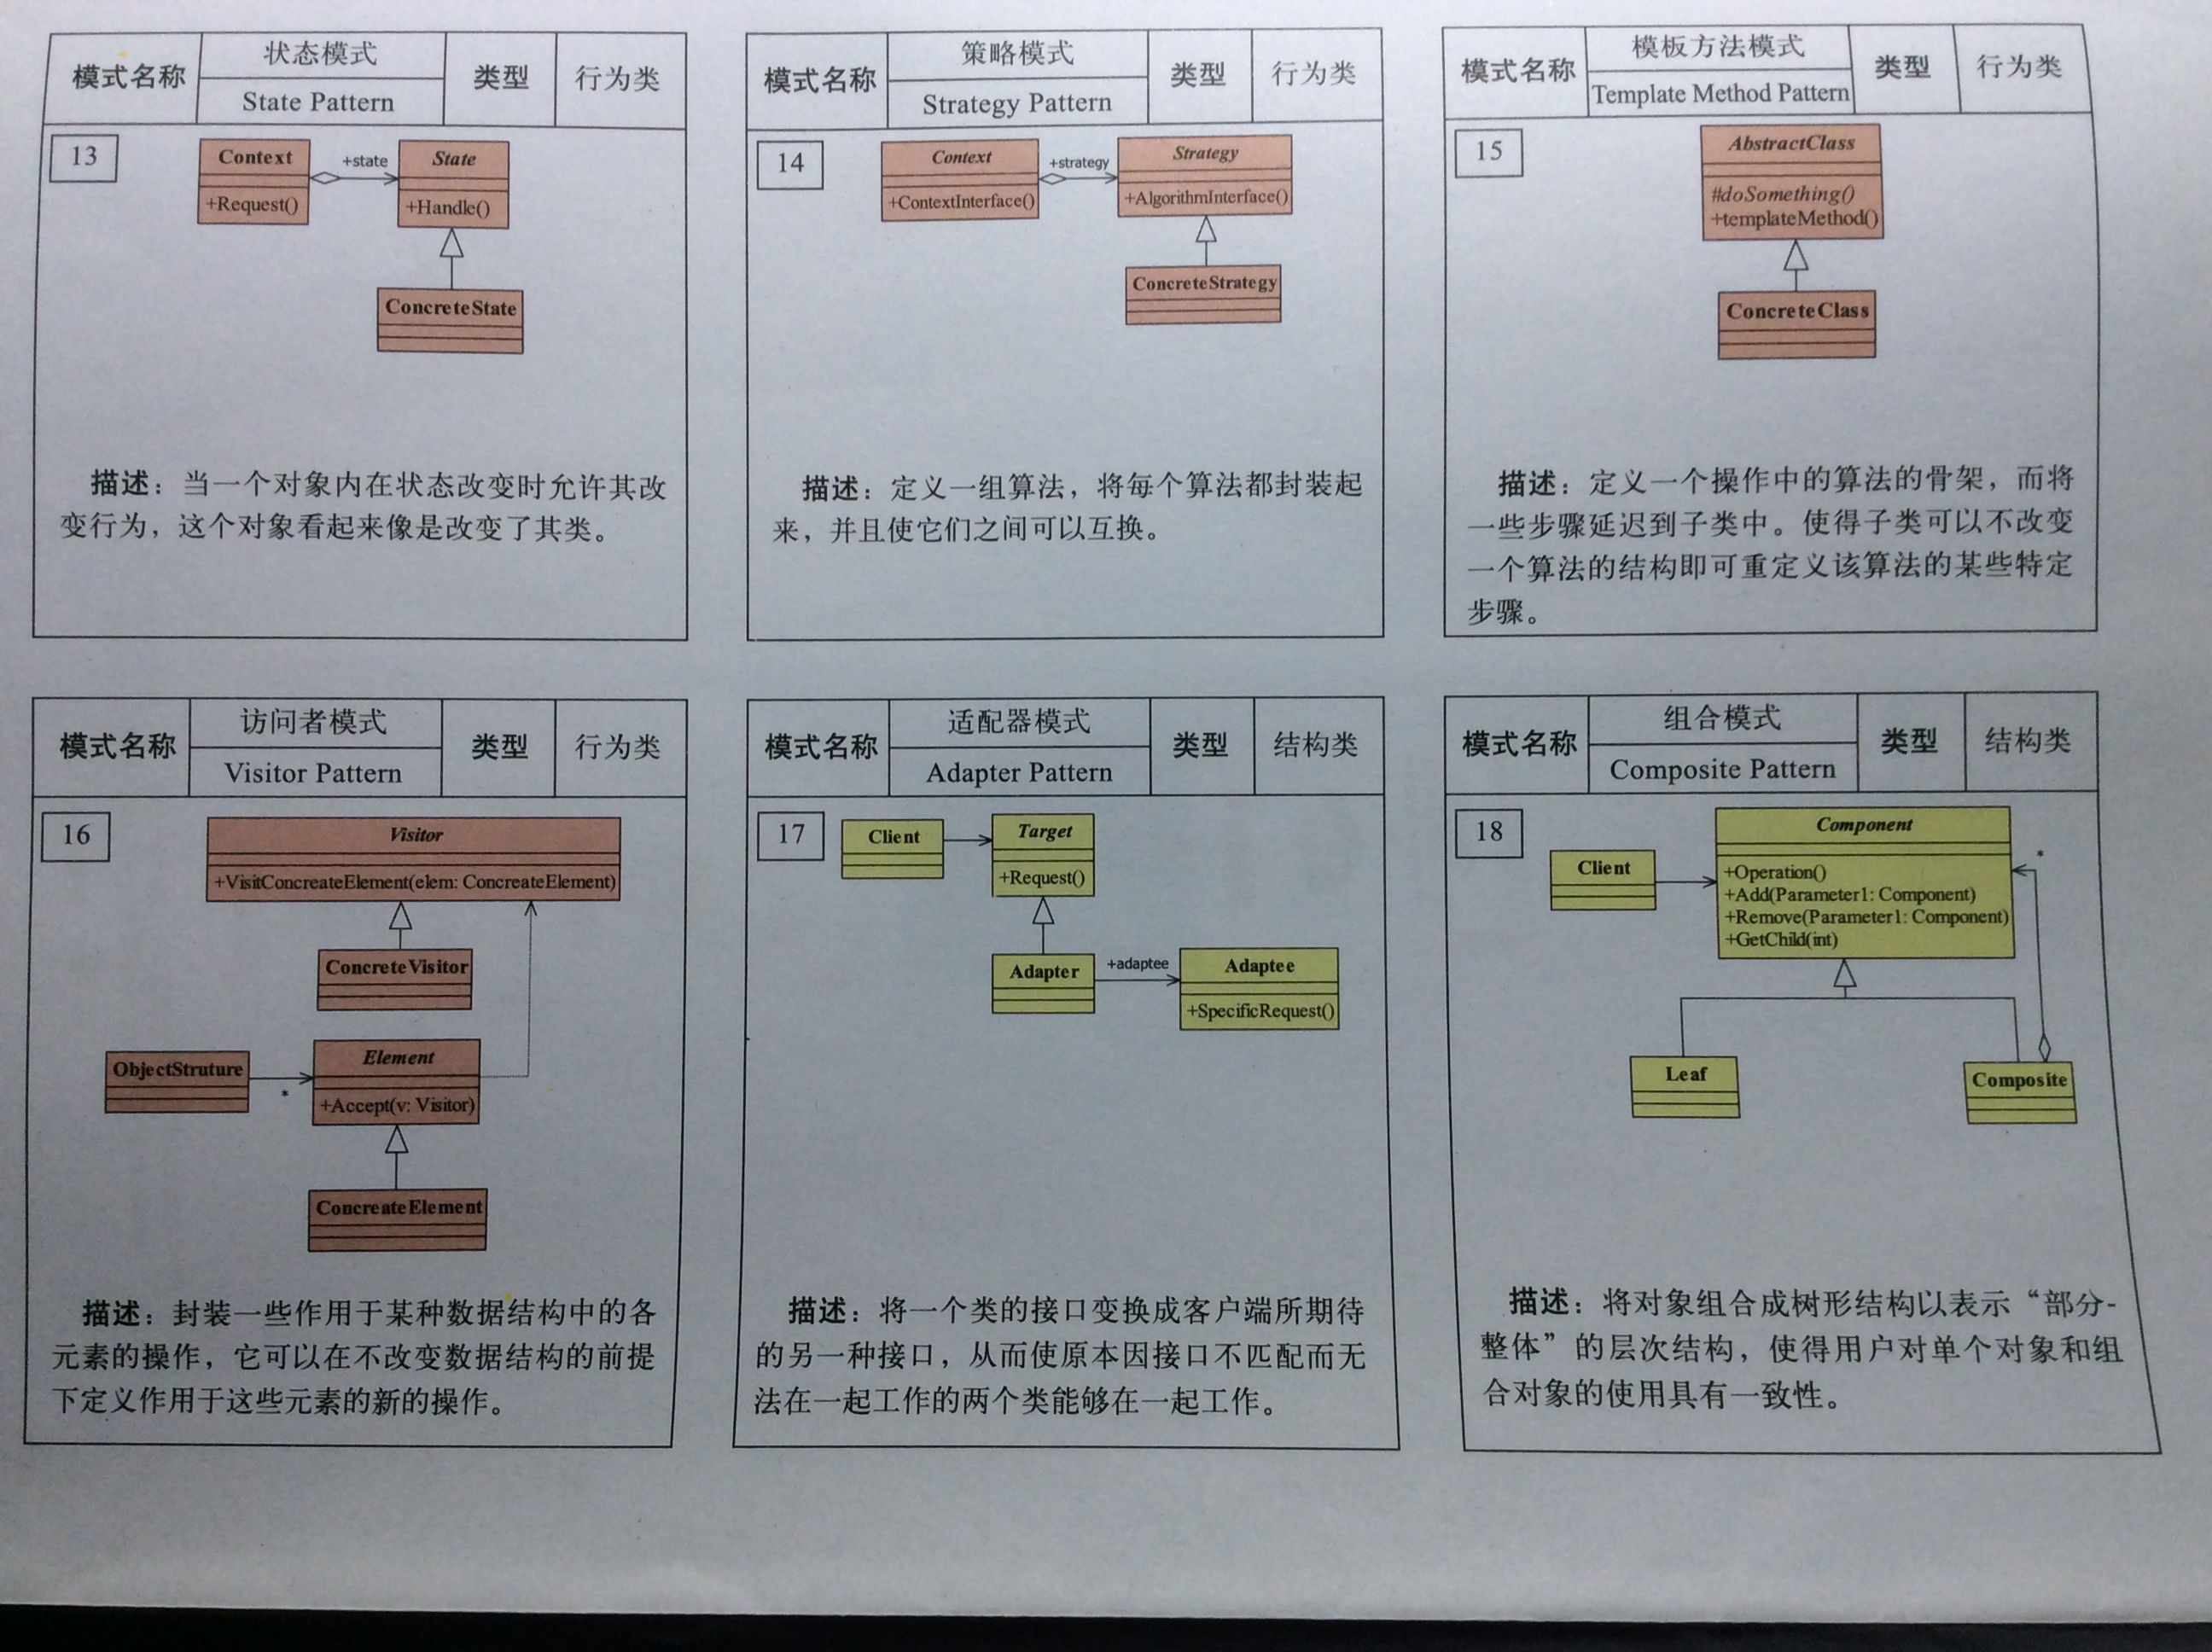 模式名称
状态模式
State Pattern
类型
行为类
13
Context
+Request()
+state
State
+Handle()
ConcreteState
描述：当一个对象内在状态改变时允许其改
变行为，这个对象看起来像是改变了其类。
模式名称
策略模式
Strategy Pattern
类型
行为类
14
Context
+ContextInterface()
+strategy
Strategy
+AlgorithmInterface()
ConcreteStrategy
描述：定义一组算法，将每个算法都封装起
来，并且使它们之间可以互换。
模式名称
模板方法模式
Template Method Pattern
类型
行为类
15
AbstractClass
#doSomething()
+templateMethod()
ConcreteClass
描述：定义一个操作中的算法的骨架，而将
一些步骤延迟到子类中。使得子类可以不改变
一个算法的结构即可重定义该算法的某些特定
步骤。
模式名称
访问者模式
Visitor Pattern
类型
行为类
16
Visitor
+VisitConcreateElement(elem: ConcreateElement)
ConcreteVisitor
ObjectStruture
*
Element
+Accept(v: Visitor)
ConcreateElement
描述：封装一些作用于某种数据结构中的各
元素的操作，它可以在不改变数据结构的前提
下定义作用于这些元素的新的操作。
模式名称
适配器模式
Adapter Pattern
类型
结构类
17
Client
Target
+Request()
Adapter
+adaptee
Adaptee
+SpecificRequest()
描述：将一个类的接口变换成客户端所期待
的另一种接口，从而使原本因接口不匹配而无
法在一起工作的两个类能够在一起工作。
模式名称
组合模式
Composite Pattern
类型
结构类
18
Client
Component
+Operation()
+Add(Parameter1: Component)
+Remove(Parameter1: Component)
+GetChild(int)
*
Leaf
Composite
描述：将对象组合成树形结构以表示“部分-
整体”的层次结构，使得用户对单个对象和组
合对象的使用具有一致性。